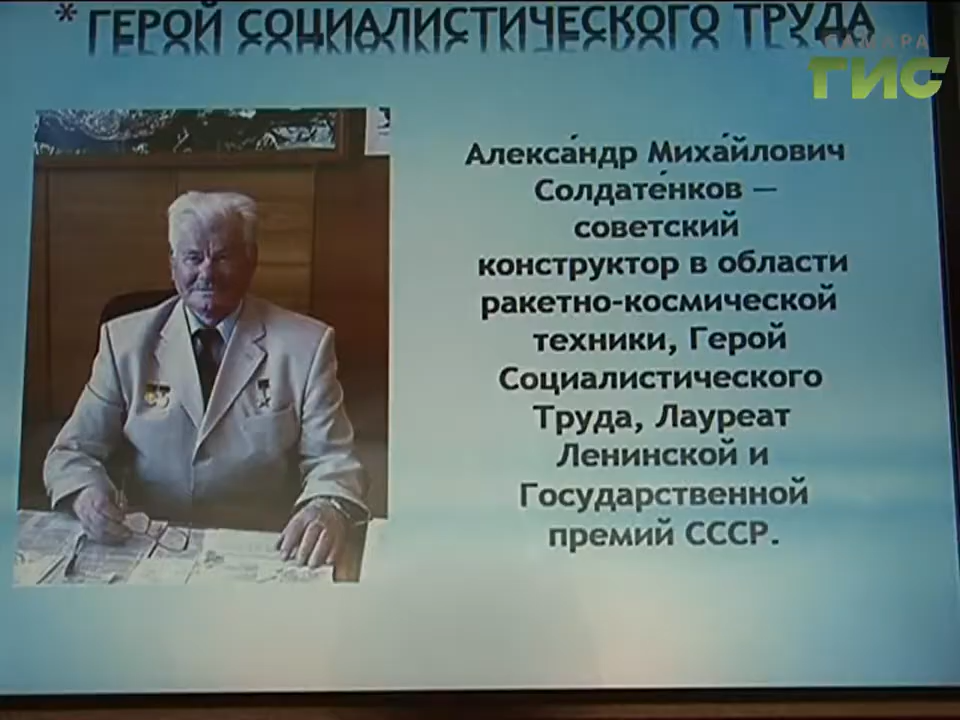 * ГЕРОЙ СОЦИАЛИСТИЧЕСКОГО ТРУДА
САМАРА
ГИС
Алекса́ндр Миха́йлович
Солдате́нков —
советский
конструктор в области
ракетно-космической
техники, Герой
Социалистического
Труда, Лауреат
Ленинской и
Государственной
премий СССР.